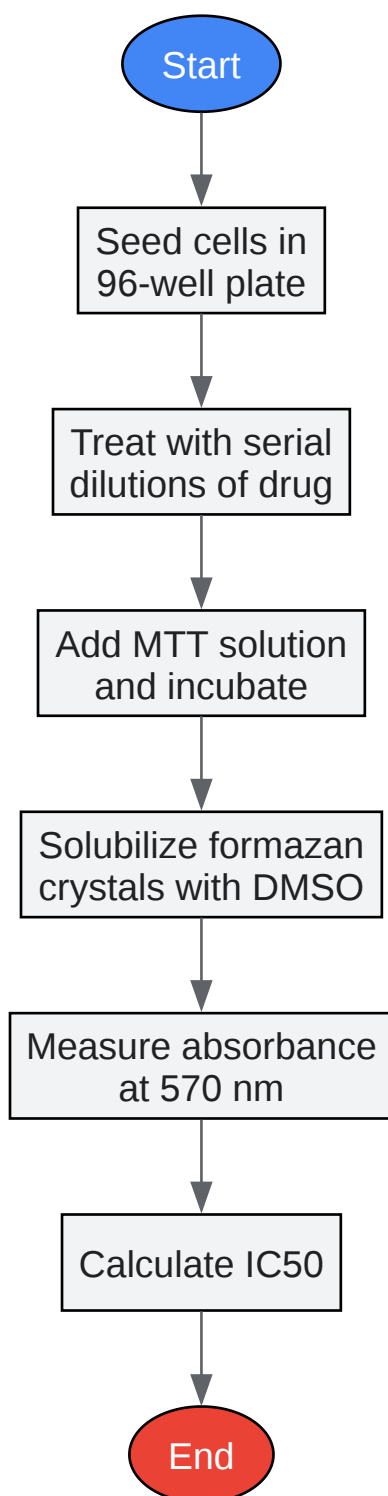 Start
Seed cells in
96-well plate
Treat with serial
dilutions of drug
Add MTT solution
and incubate
Solubilize formazan
crystals with DMSO
Measure absorbance
at 570 nm
Calculate IC50
End